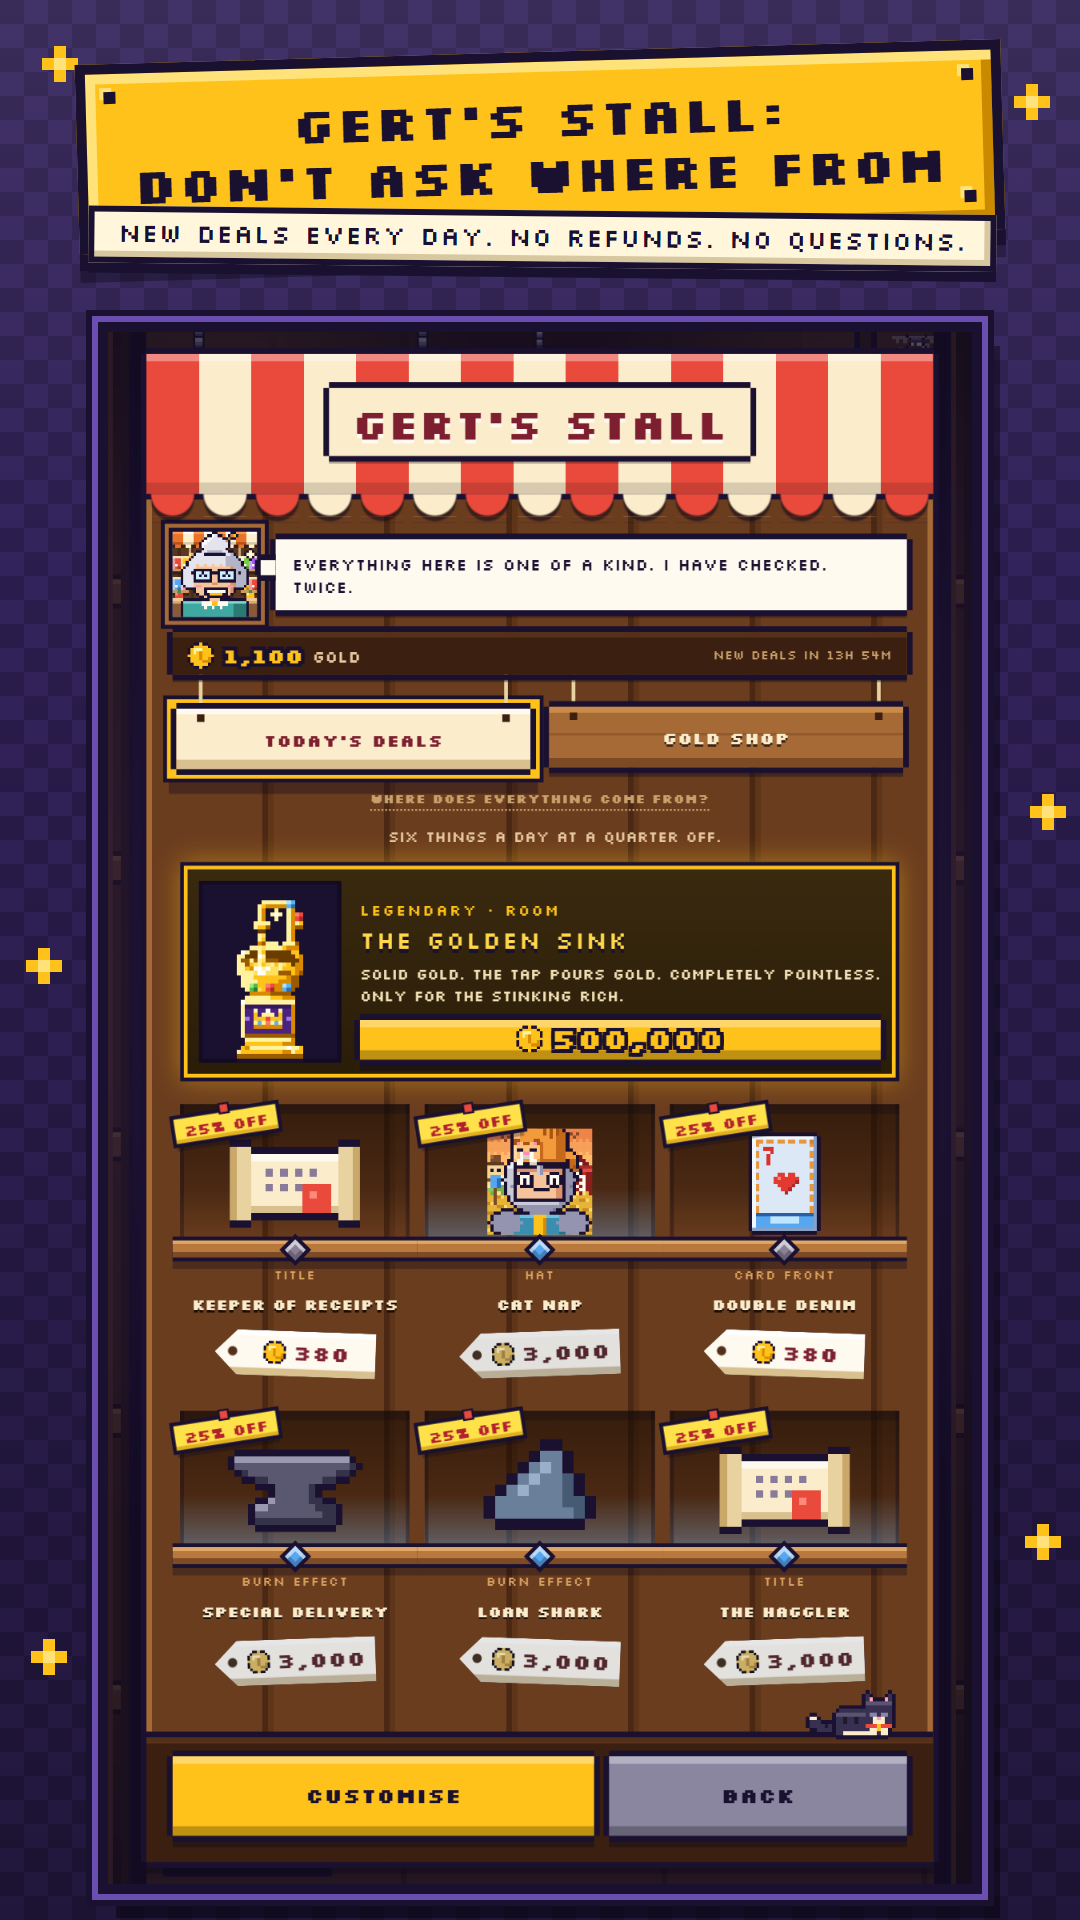 GERT'S STALL:
DON'T ASK WHERE FROM
NEW DEALS EVERY DAY. NO REFUNDS. NO QUESTIONS.
GERT'S STALL
EVERYTHING HERE IS ONE OF A KIND. I HAVE CHECKED.
TWICE.
1,100 GOLD
NEW DEALS IN 13H 54M
TODAY'S DEALS
GOLD SHOP
WHERE DOES EVERYTHING COME FROM?
SIX THINGS A DAY AT A QUARTER OFF.
LEGENDARY · ROOM
THE GOLDEN SINK
SOLID GOLD. THE TAP POURS GOLD. COMPLETELY POINTLESS.
ONLY FOR THE STINKING RICH.
500,000
25% OFF
25% OFF
25% OFF
7
TITLE
HAT
CARD FRONT
KEEPER OF RECEIPTS
CAT NAP
DOUBLE DENIM
380
3,000
380
25% OFF
25% OFF
25% OFF
BURN EFFECT
BURN EFFECT
TITLE
SPECIAL DELIVERY
LOAN SHARK
THE HAGGLER
3,000
3,000
3,000
CUSTOMISE
BACK